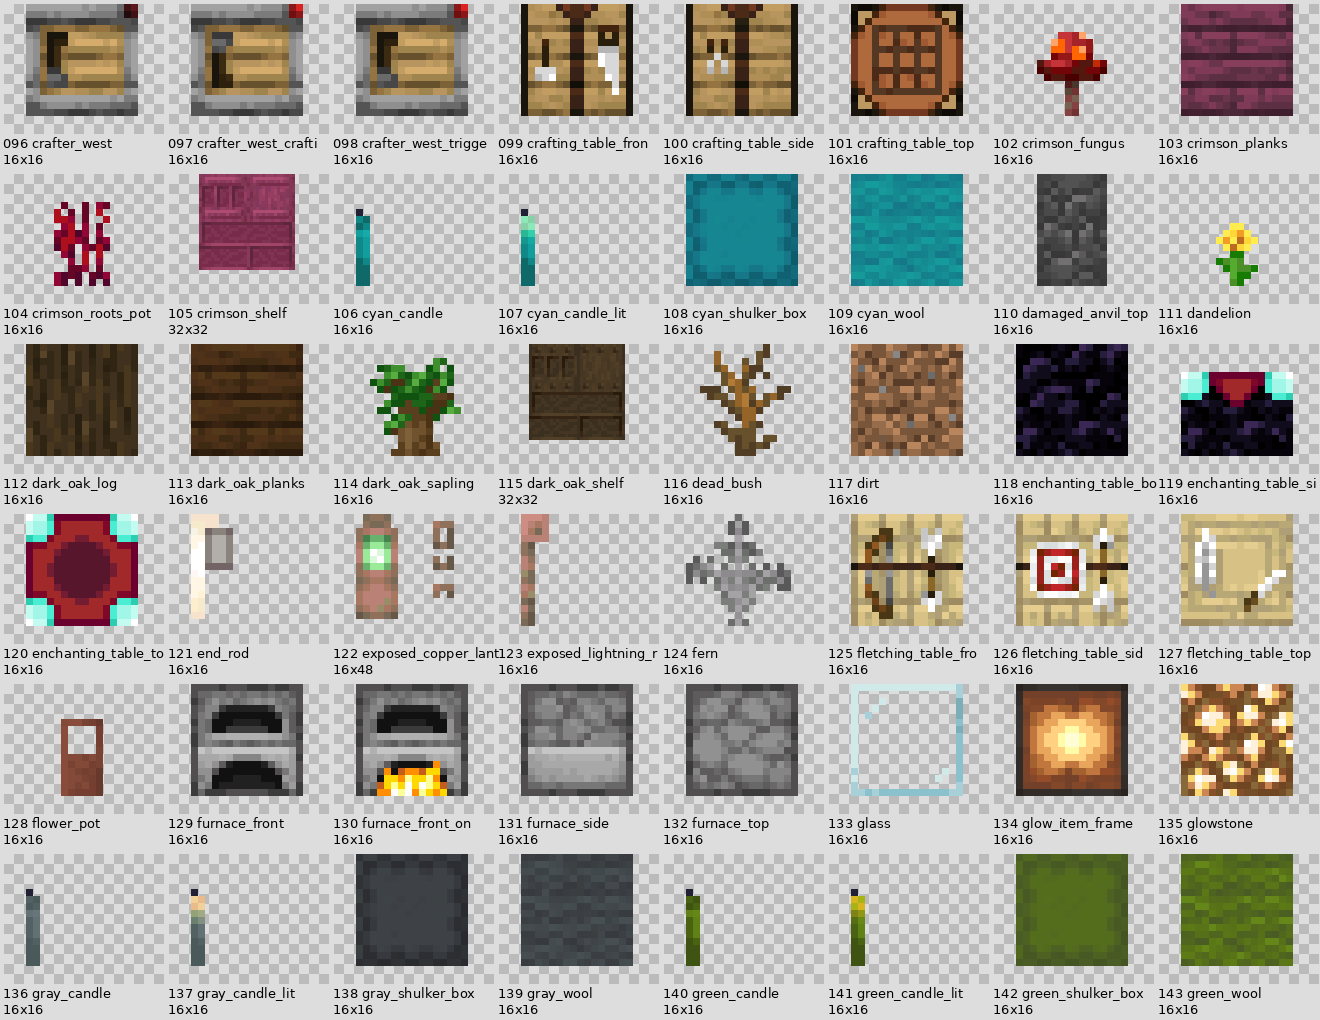 096 crafter_west
16x16
097 crafter_west_crafti
16x16
098 crafter_west_trigge
16x16
099 crafting_table_fron
16x16
100 crafting_table_side
16x16
101 crafting_table_top
16x16
102 crimson_fungus
16x16
103 crimson_planks
16x16
104 crimson_roots_pot
16x16
105 crimson_shelf
32x32
106 cyan_candle
16x16
107 cyan_candle_lit
16x16
108 cyan_shulker_box
16x16
109 cyan_wool
16x16
110 damaged_anvil_top
16x16
111 dandelion
16x16
112 dark_oak_log
16x16
113 dark_oak_planks
16x16
114 dark_oak_sapling
16x16
115 dark_oak_shelf
32x32
116 dead_bush
16x16
117 dirt
16x16
118 enchanting_table_bo
16x16
119 enchanting_table_si
16x16
120 enchanting_table_to
16x16
121 end_rod
16x16
122 exposed_copper_lant
16x48
123 exposed_lightning_r
16x16
124 fern
16x16
125 fletching_table_fro
16x16
126 fletching_table_sid
16x16
127 fletching_table_top
16x16
128 flower_pot
16x16
129 furnace_front
16x16
130 furnace_front_on
16x16
131 furnace_side
16x16
132 furnace_top
16x16
133 glass
16x16
134 glow_item_frame
16x16
135 glowstone
16x16
136 gray_candle
16x16
137 gray_candle_lit
16x16
138 gray_shulker_box
16x16
139 gray_wool
16x16
140 green_candle
16x16
141 green_candle_lit
16x16
142 green_shulker_box
16x16
143 green_wool
16x16